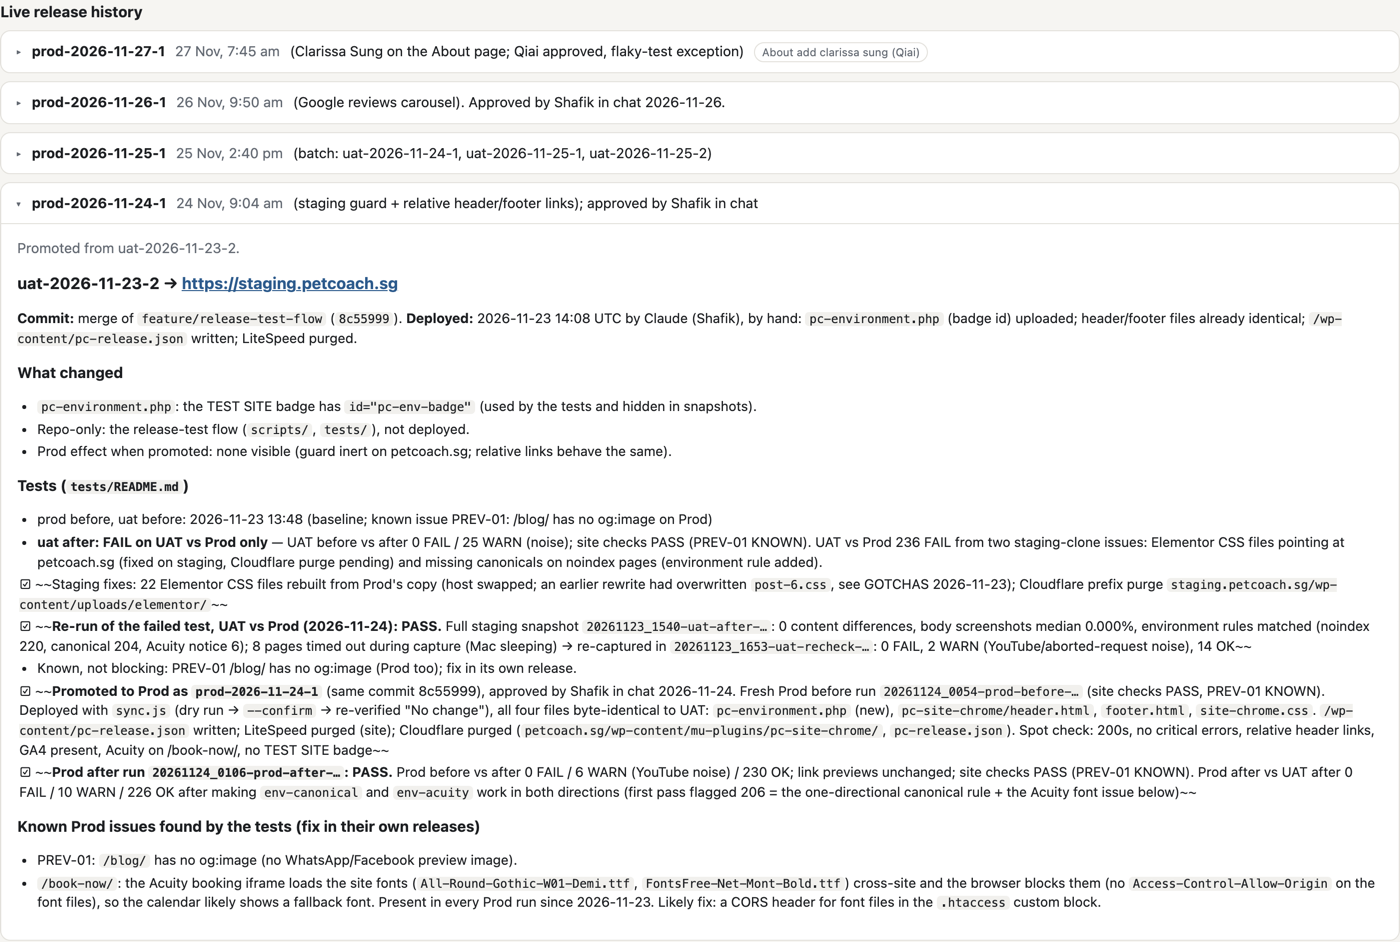 Live release history
▸ prod-2026-11-27-1 27 Nov, 7:45 am (Clarissa Sung on the About page; Qiai approved, flaky-test exception) About add clarissa sung (Qiai)
▸ prod-2026-11-26-1 26 Nov, 9:50 am (Google reviews carousel). Approved by Shafik in chat 2026-11-26.
▸ prod-2026-11-25-1 25 Nov, 2:40 pm (batch: uat-2026-11-24-1, uat-2026-11-25-1, uat-2026-11-25-2)
▾ prod-2026-11-24-1 24 Nov, 9:04 am (staging guard + relative header/footer links); approved by Shafik in chat
Promoted from uat-2026-11-23-2.
uat-2026-11-23-2 → https://staging.petcoach.sg
Commit: merge of feature/release-test-flow ( 8c55999 ). Deployed: 2026-11-23 14:08 UTC by Claude (Shafik), by hand: pc-environment.php (badge id) uploaded; header/footer files already identical; /wp-
content/pc-release.json written; LiteSpeed purged.
What changed
• pc-environment.php : the TEST SITE badge has id="pc-env-badge" (used by the tests and hidden in snapshots).
• Repo-only: the release-test flow ( scripts/ , tests/ ), not deployed.
• Prod effect when promoted: none visible (guard inert on petcoach.sg; relative links behave the same).
Tests ( tests/README.md )
• prod before, uat before: 2026-11-23 13:48 (baseline; known issue PREV-01: /blog/ has no og:image on Prod)
• uat after: FAIL on UAT vs Prod only — UAT before vs after 0 FAIL / 25 WARN (noise); site checks PASS (PREV-01 KNOWN). UAT vs Prod 236 FAIL from two staging-clone issues: Elementor CSS files pointing at
petcoach.sg (fixed on staging, Cloudflare purge pending) and missing canonicals on noindex pages (environment rule added).
☑ ~~Staging fixes: 22 Elementor CSS files rebuilt from Prod's copy (host swapped; an earlier rewrite had overwritten post-6.css , see GOTCHAS 2026-11-23); Cloudflare prefix purge staging.petcoach.sg/wp-
content/uploads/elementor/ ~~
☑ ~~Re-run of the failed test, UAT vs Prod (2026-11-24): PASS. Full staging snapshot 20261123_1540-uat-after-… : 0 content differences, body screenshots median 0.000%, environment rules matched (noindex
220, canonical 204, Acuity notice 6); 8 pages timed out during capture (Mac sleeping) → re-captured in 20261123_1653-uat-recheck-… : 0 FAIL, 2 WARN (YouTube/aborted-request noise), 14 OK~~
• Known, not blocking: PREV-01 /blog/ has no og:image (Prod too); fix in its own release.
☑ ~~Promoted to Prod as prod-2026-11-24-1 (same commit 8c55999), approved by Shafik in chat 2026-11-24. Fresh Prod before run 20261124_0054-prod-before-… (site checks PASS, PREV-01 KNOWN).
Deployed with sync.js (dry run → --confirm → re-verified "No change"), all four files byte-identical to UAT: pc-environment.php (new), pc-site-chrome/header.html , footer.html , site-chrome.css . /wp-
content/pc-release.json written; LiteSpeed purged (site); Cloudflare purged ( petcoach.sg/wp-content/mu-plugins/pc-site-chrome/ , pc-release.json ). Spot check: 200s, no critical errors, relative header links,
GA4 present, Acuity on /book-now/, no TEST SITE badge~~
☑ ~~Prod after run 20261124_0106-prod-after-… : PASS. Prod before vs after 0 FAIL / 6 WARN (YouTube noise) / 230 OK; link previews unchanged; site checks PASS (PREV-01 KNOWN). Prod after vs UAT after 0
FAIL / 10 WARN / 226 OK after making env-canonical and env-acuity work in both directions (first pass flagged 206 = the one-directional canonical rule + the Acuity font issue below)~~
Known Prod issues found by the tests (fix in their own releases)
• PREV-01: /blog/ has no og:image (no WhatsApp/Facebook preview image).
• /book-now/ : the Acuity booking iframe loads the site fonts ( All-Round-Gothic-W01-Demi.ttf , FontsFree-Net-Mont-Bold.ttf ) cross-site and the browser blocks them (no Access-Control-Allow-Origin on the
font files), so the calendar likely shows a fallback font. Present in every Prod run since 2026-11-23. Likely fix: a CORS header for font files in the .htaccess custom block.